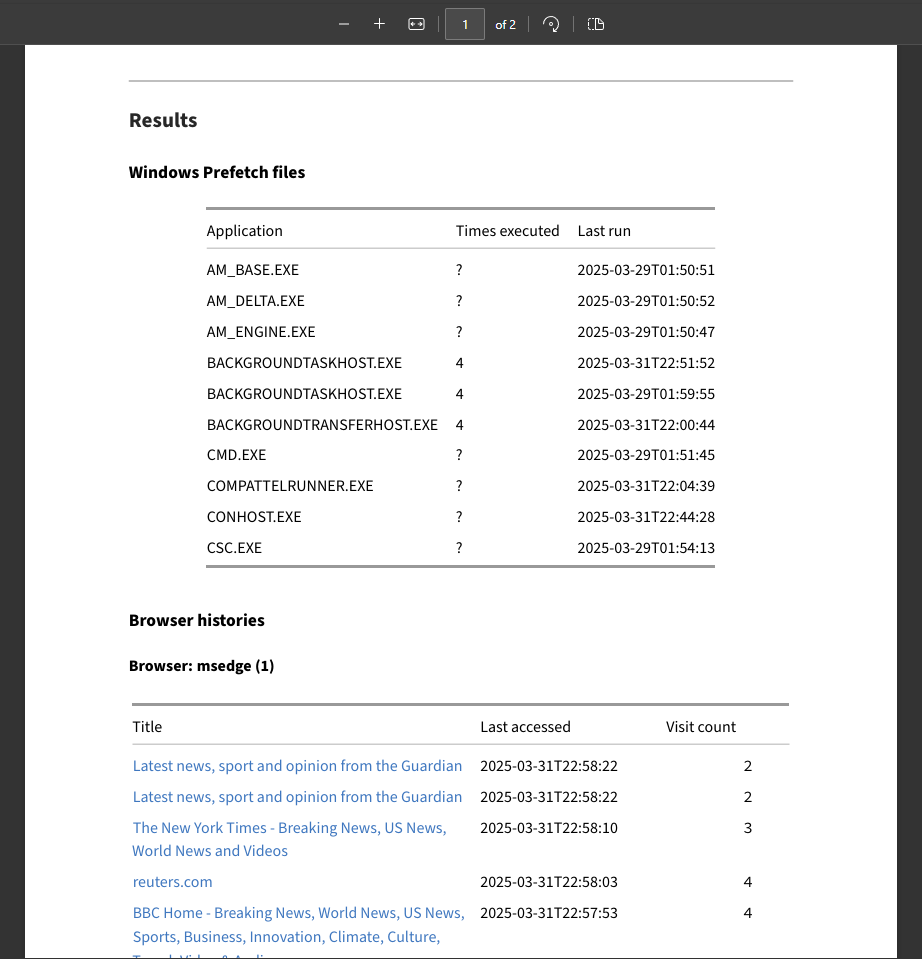 1 of 2
Results
Windows Prefetch files
Application Times executed Last run
AM_BASE.EXE ? 2025-03-29T01:50:51
AM_DELTA.EXE ? 2025-03-29T01:50:52
AM_ENGINE.EXE ? 2025-03-29T01:50:47
BACKGROUNDTASKHOST.EXE 4 2025-03-31T22:51:52
BACKGROUNDTASKHOST.EXE 4 2025-03-29T01:59:55
BACKGROUNDTRANSFERHOST.EXE 4 2025-03-31T22:00:44
CMD.EXE ? 2025-03-29T01:51:45
COMPATTELRUNNER.EXE ? 2025-03-31T22:04:39
CONHOST.EXE ? 2025-03-31T22:44:28
CSC.EXE ? 2025-03-29T01:54:13
Browser histories
Browser: msedge (1)
Title Last accessed Visit count
Latest news, sport and opinion from the Guardian 2025-03-31T22:58:22 2
Latest news, sport and opinion from the Guardian 2025-03-31T22:58:22 2
The New York Times - Breaking News, US News, 2025-03-31T22:58:10 3
World News and Videos
reuters.com 2025-03-31T22:58:03 4
BBC Home - Breaking News, World News, US News, 2025-03-31T22:57:53 4
Sports, Business, Innovation, Climate, Culture,